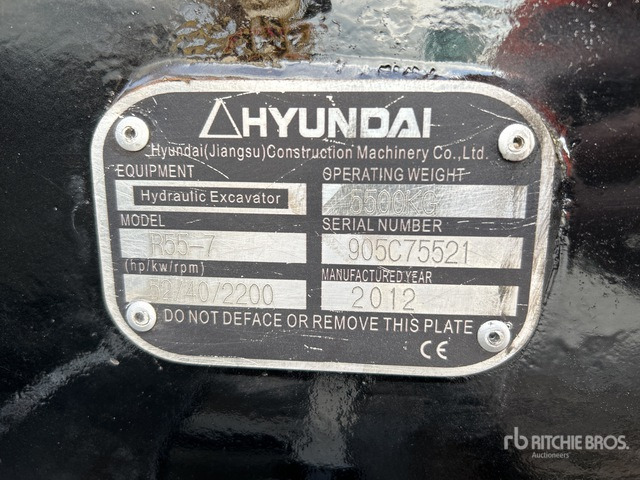 HYUNDAI
Hyundai(Jiangsu)Construction Machinery Co.,Ltd.
EQUIPMENT OPERATING WEIGHT
Hydraulic Excavator 5500KG
MODEL SERIAL NUMBER
R55-7 905C75521
(hp/kw/rpm) MANUFACTURED YEAR
/40/2200 2012
DO NOT DEFACE OR REMOVE THIS PLATE
CE
rb RITCHIE BROS.
Auctioneers